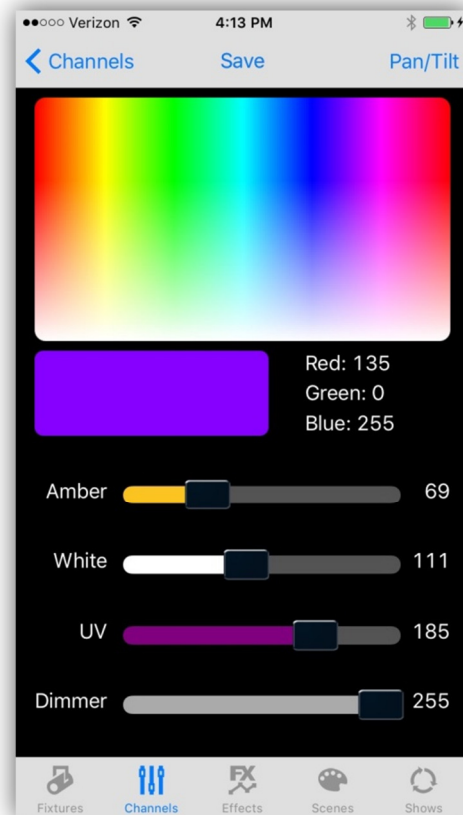 Verizon 4:13 PM
Channels Save Pan/Tilt
Red: 135
Green: 0
Blue: 255
Amber 69
White 111
UV 185
Dimmer 255
FX
Fixtures Channels Effects Scenes Shows